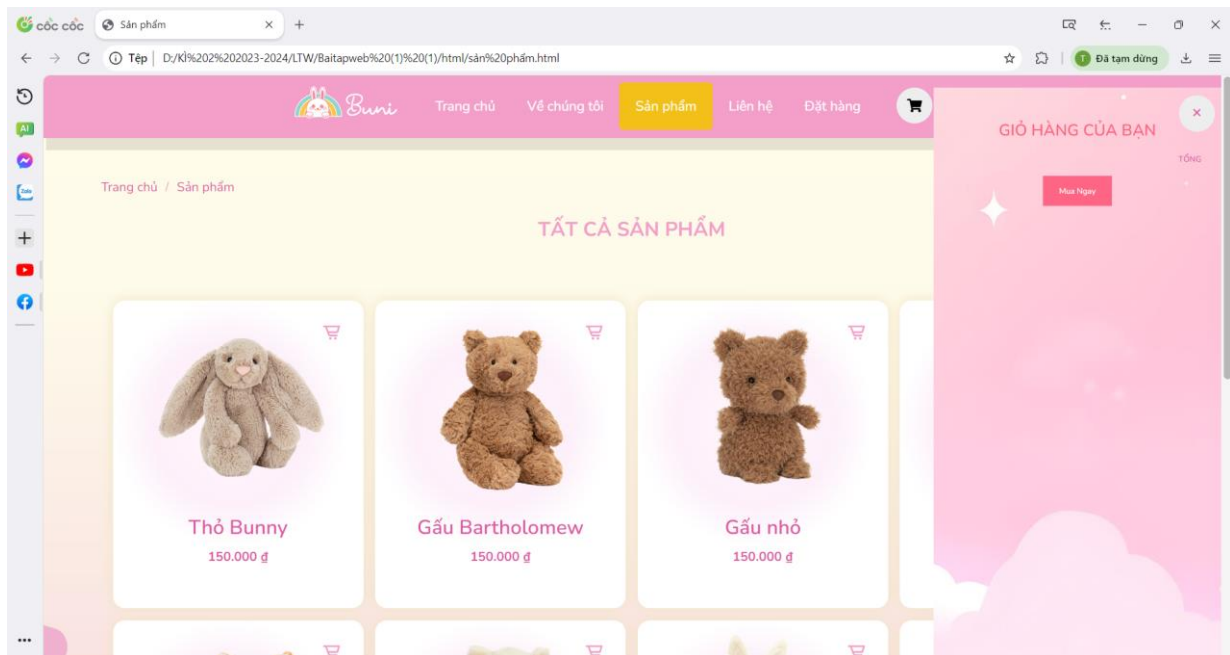 cốc cốc
Sản phẩm
Tệp
D:/KÌ%202%202023-2024/LTW/Baitapweb%20(1)%20(1)/html/sản%20phẩm.html
T
Đã tạm dừng
AI
Zalo
Buni
Trang chủ
Về chúng tôi
Sản phẩm
Liên hệ
Đặt hàng
GIỎ HÀNG CỦA BẠN
TỔNG
Mua Ngay
Trang chủ / Sản phẩm
TẤT CẢ SẢN PHẨM
Thỏ Bunny
150.000 ₫
Gấu Bartholomew
150.000 ₫
Gấu nhỏ
150.000 ₫